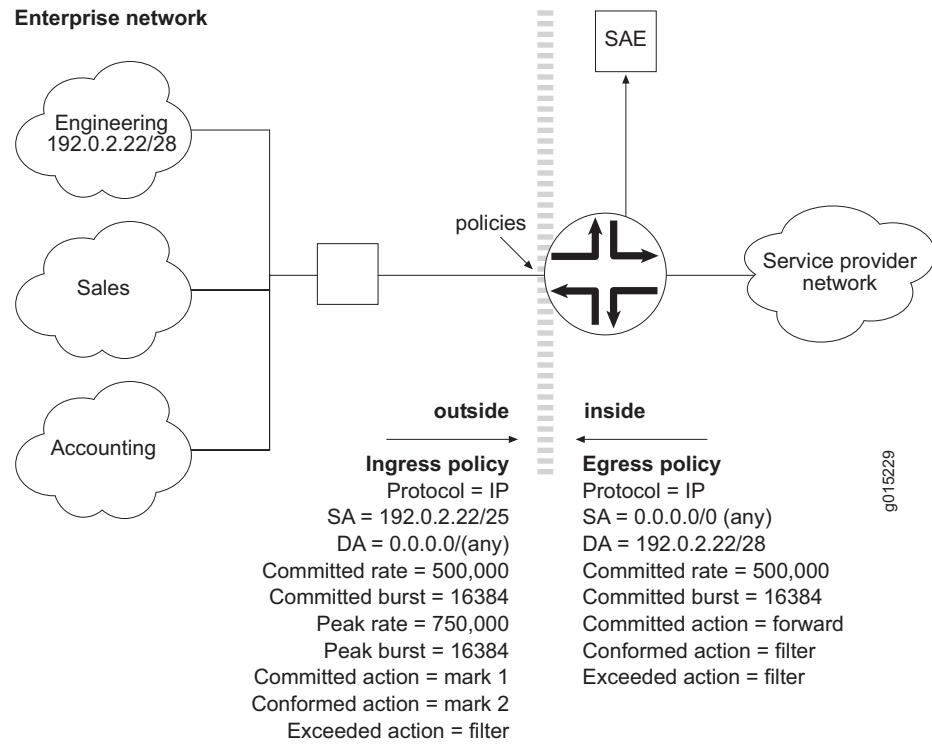 Enterprise network
SAE
Engineering
192.0.2.22/28
policies
Sales
Service provider
network
Accounting
outside
inside
Ingress policy
Protocol = IP
SA = 192.0.2.22/25
DA = 0.0.0.0/(any)
Committed rate = 500,000
Committed burst = 16384
Peak rate = 750,000
Peak burst = 16384
Committed action = mark 1
Conformed action = mark 2
Exceeded action = filter
Egress policy
Protocol = IP
SA = 0.0.0.0/0 (any)
DA = 192.0.2.22/28
Committed rate = 500,000
Committed burst = 16384
Committed action = forward
Conformed action = filter
Exceeded action = filter
g015229